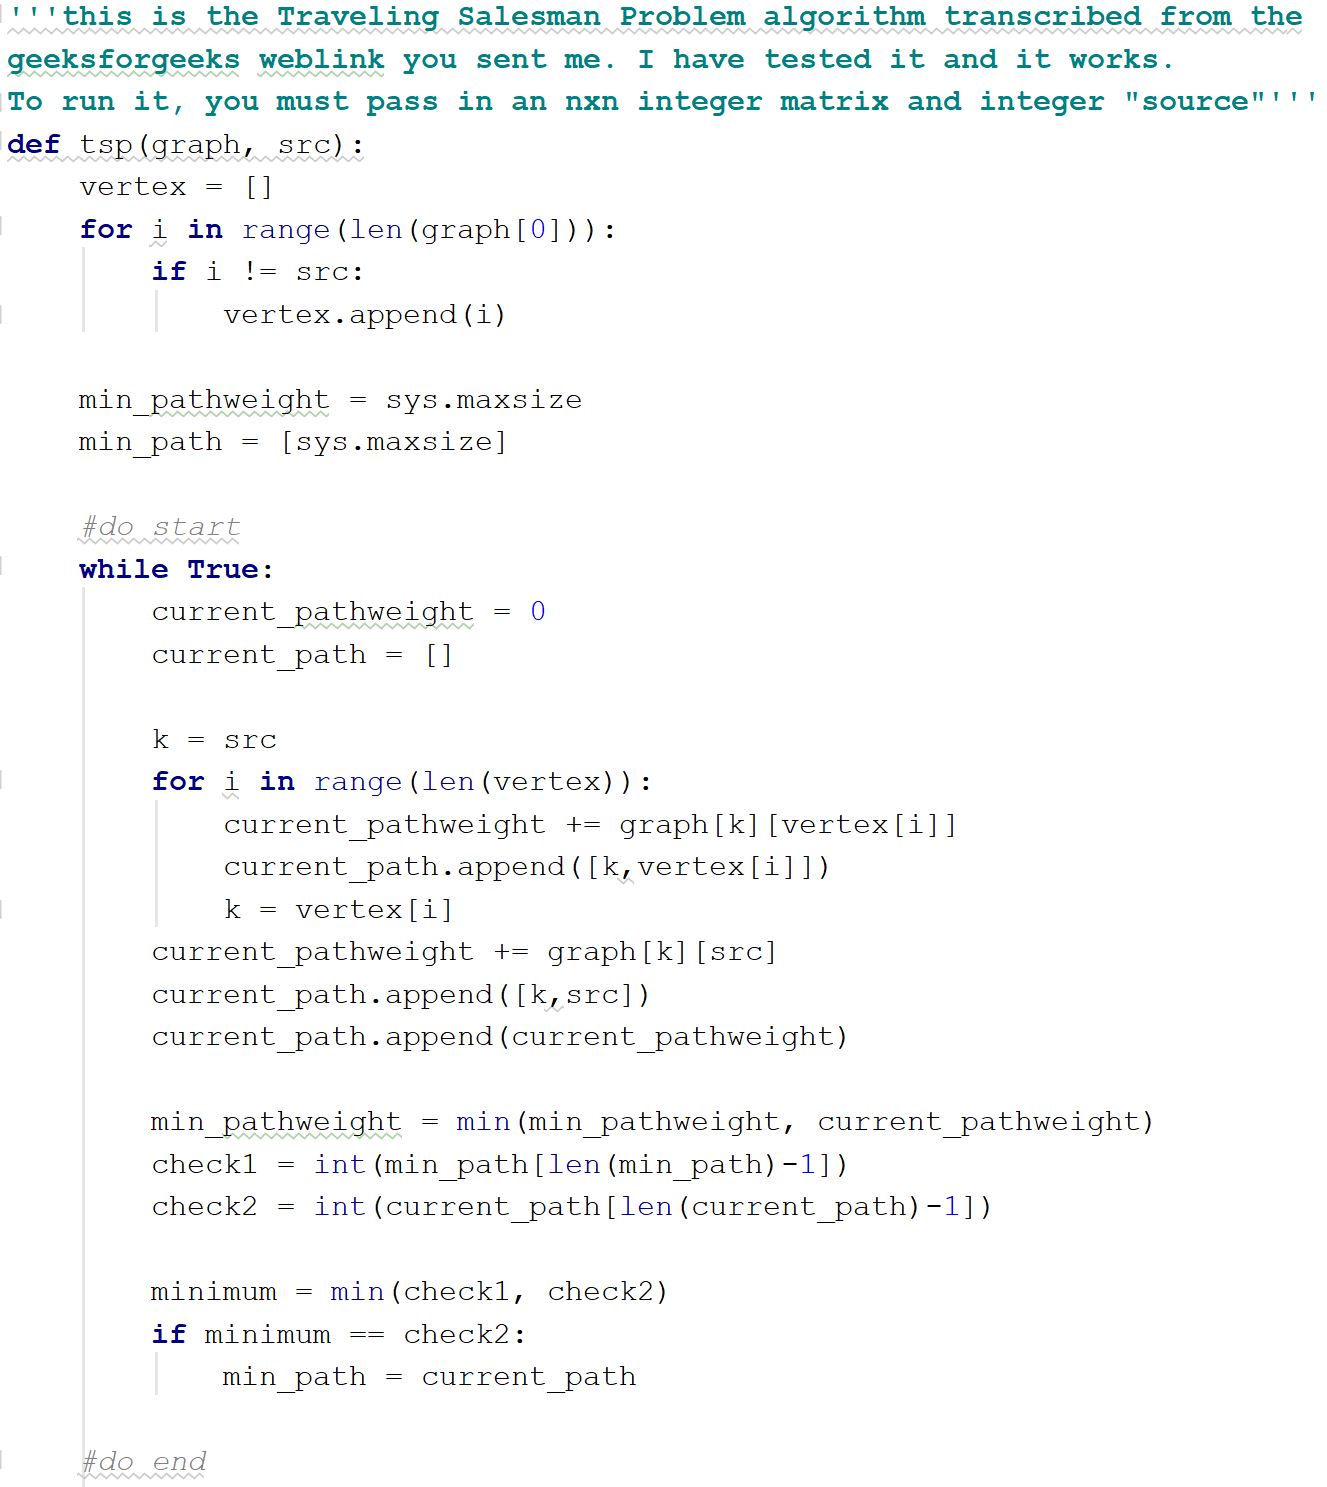 '''this is the Traveling Salesman Problem algorithm transcribed from the
geeksforgeeks weblink you sent me. I have tested it and it works.
To run it, you must pass in an nxn integer matrix and integer "source"'''
def tsp(graph, src):
    vertex = []
    for i in range(len(graph[0])):
        if i != src:
            vertex.append(i)

    min_pathweight = sys.maxsize
    min_path = [sys.maxsize]

    #do start
    while True:
        current_pathweight = 0
        current_path = []

        k = src
        for i in range(len(vertex)):
            current_pathweight += graph[k][vertex[i]]
            current_path.append([k,vertex[i]])
            k = vertex[i]
        current_pathweight += graph[k][src]
        current_path.append([k,src])
        current_path.append(current_pathweight)

        min_pathweight = min(min_pathweight, current_pathweight)
        check1 = int(min_path[len(min_path)-1])
        check2 = int(current_path[len(current_path)-1])

        minimum = min(check1, check2)
        if minimum == check2:
            min_path = current_path

    #do end